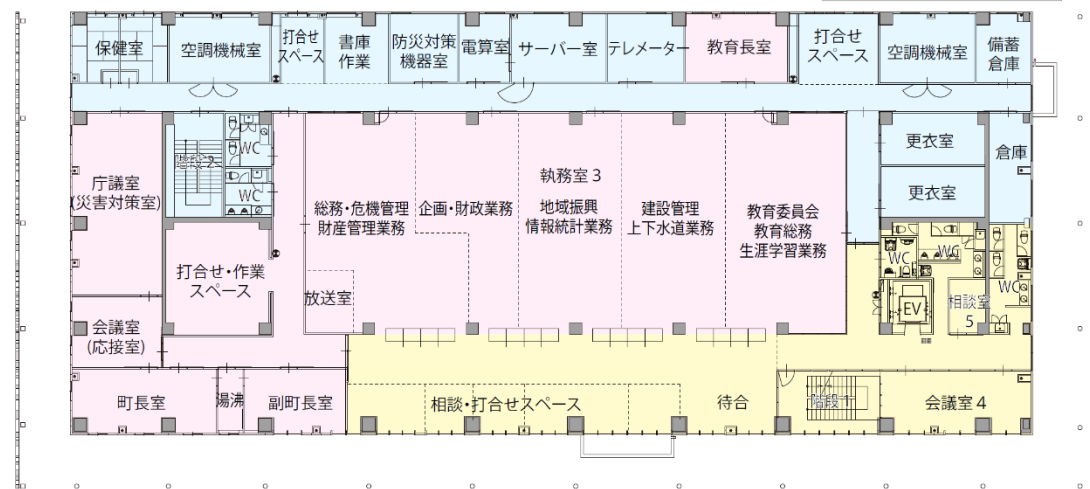 保健室
空調機械室
打合せ
スペース
書庫
作業
防災対策
機器室
電算室
サーバー室
テレメーター
教育長室
打合せ
スペース
空調機械室
備蓄
倉庫
庁議室
(災害対策室)
階段2
WC
WC
執務室3
総務・危機管理
財産管理業務
企画・財政業務
地域振興
情報統計業務
建設管理
上下水道業務
教育委員会
教育総務
生涯学習業務
更衣室
更衣室
倉庫
打合せ・作業
スペース
放送室
WC
WC
WC
EV
相談室
5
会議室
(応接室)
町長室
湯沸
副町長室
相談・打合せスペース
待合
階段1
会議室4